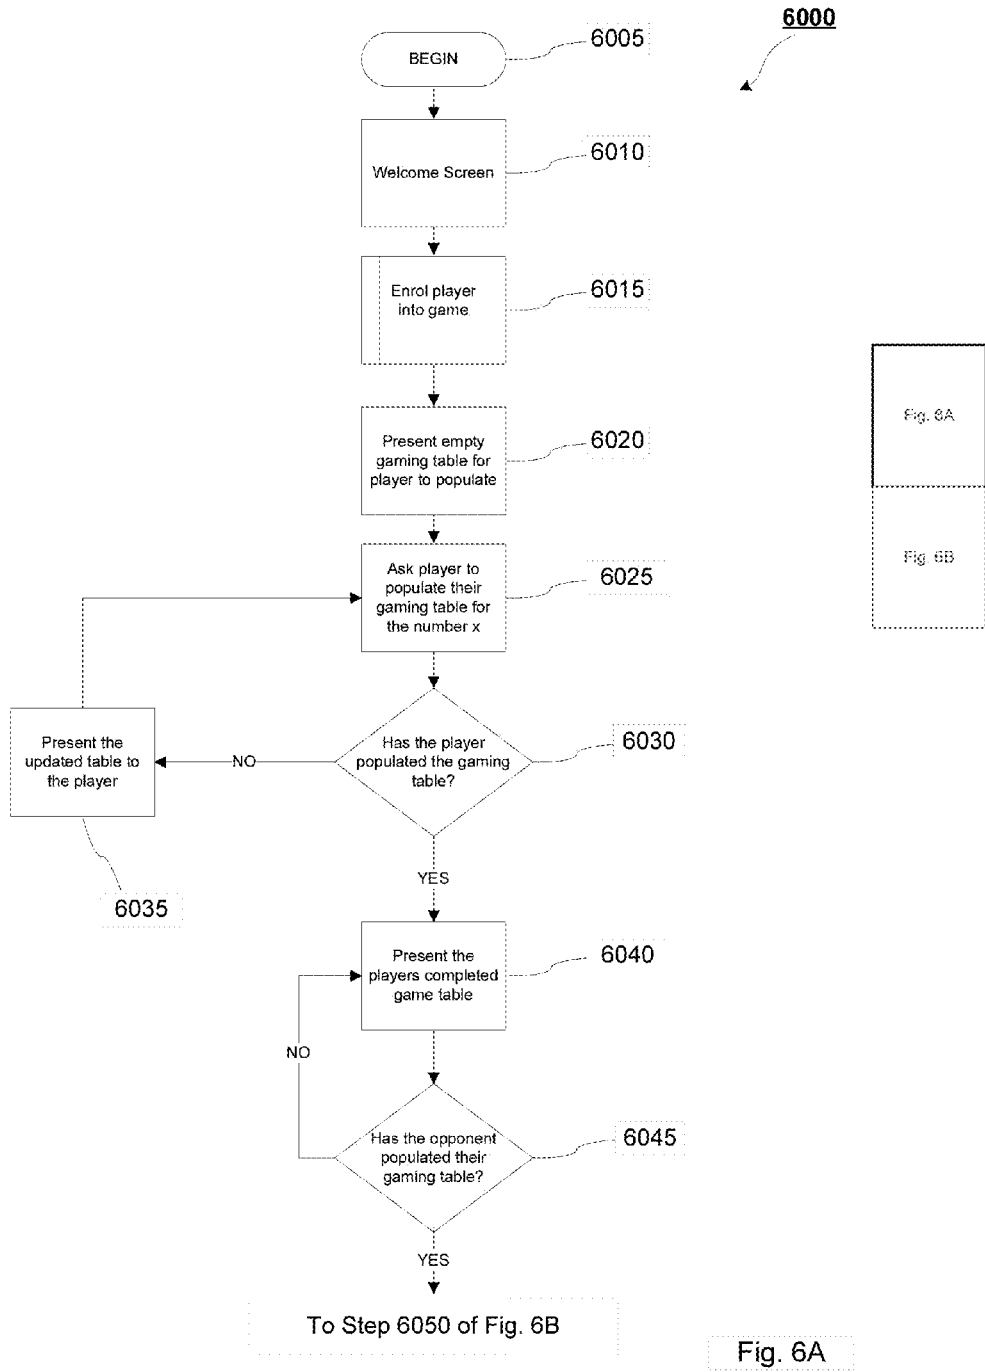 6000
BEGIN
6005
Welcome Screen
6010
Enrol player
into game
6015
Present empty
gaming table for
player to populate
6020
Fig. 6A
Fig. 6B
Ask player to
populate their
gaming table for
the number x
6025
Has the player
populated the gaming
table?
6030
NO
Present the
updated table to
the player
6035
YES
Present the
players completed
game table
6040
NO
Has the opponent
populated their
gaming table?
6045
YES
To Step 6050 of Fig. 6B
Fig. 6A